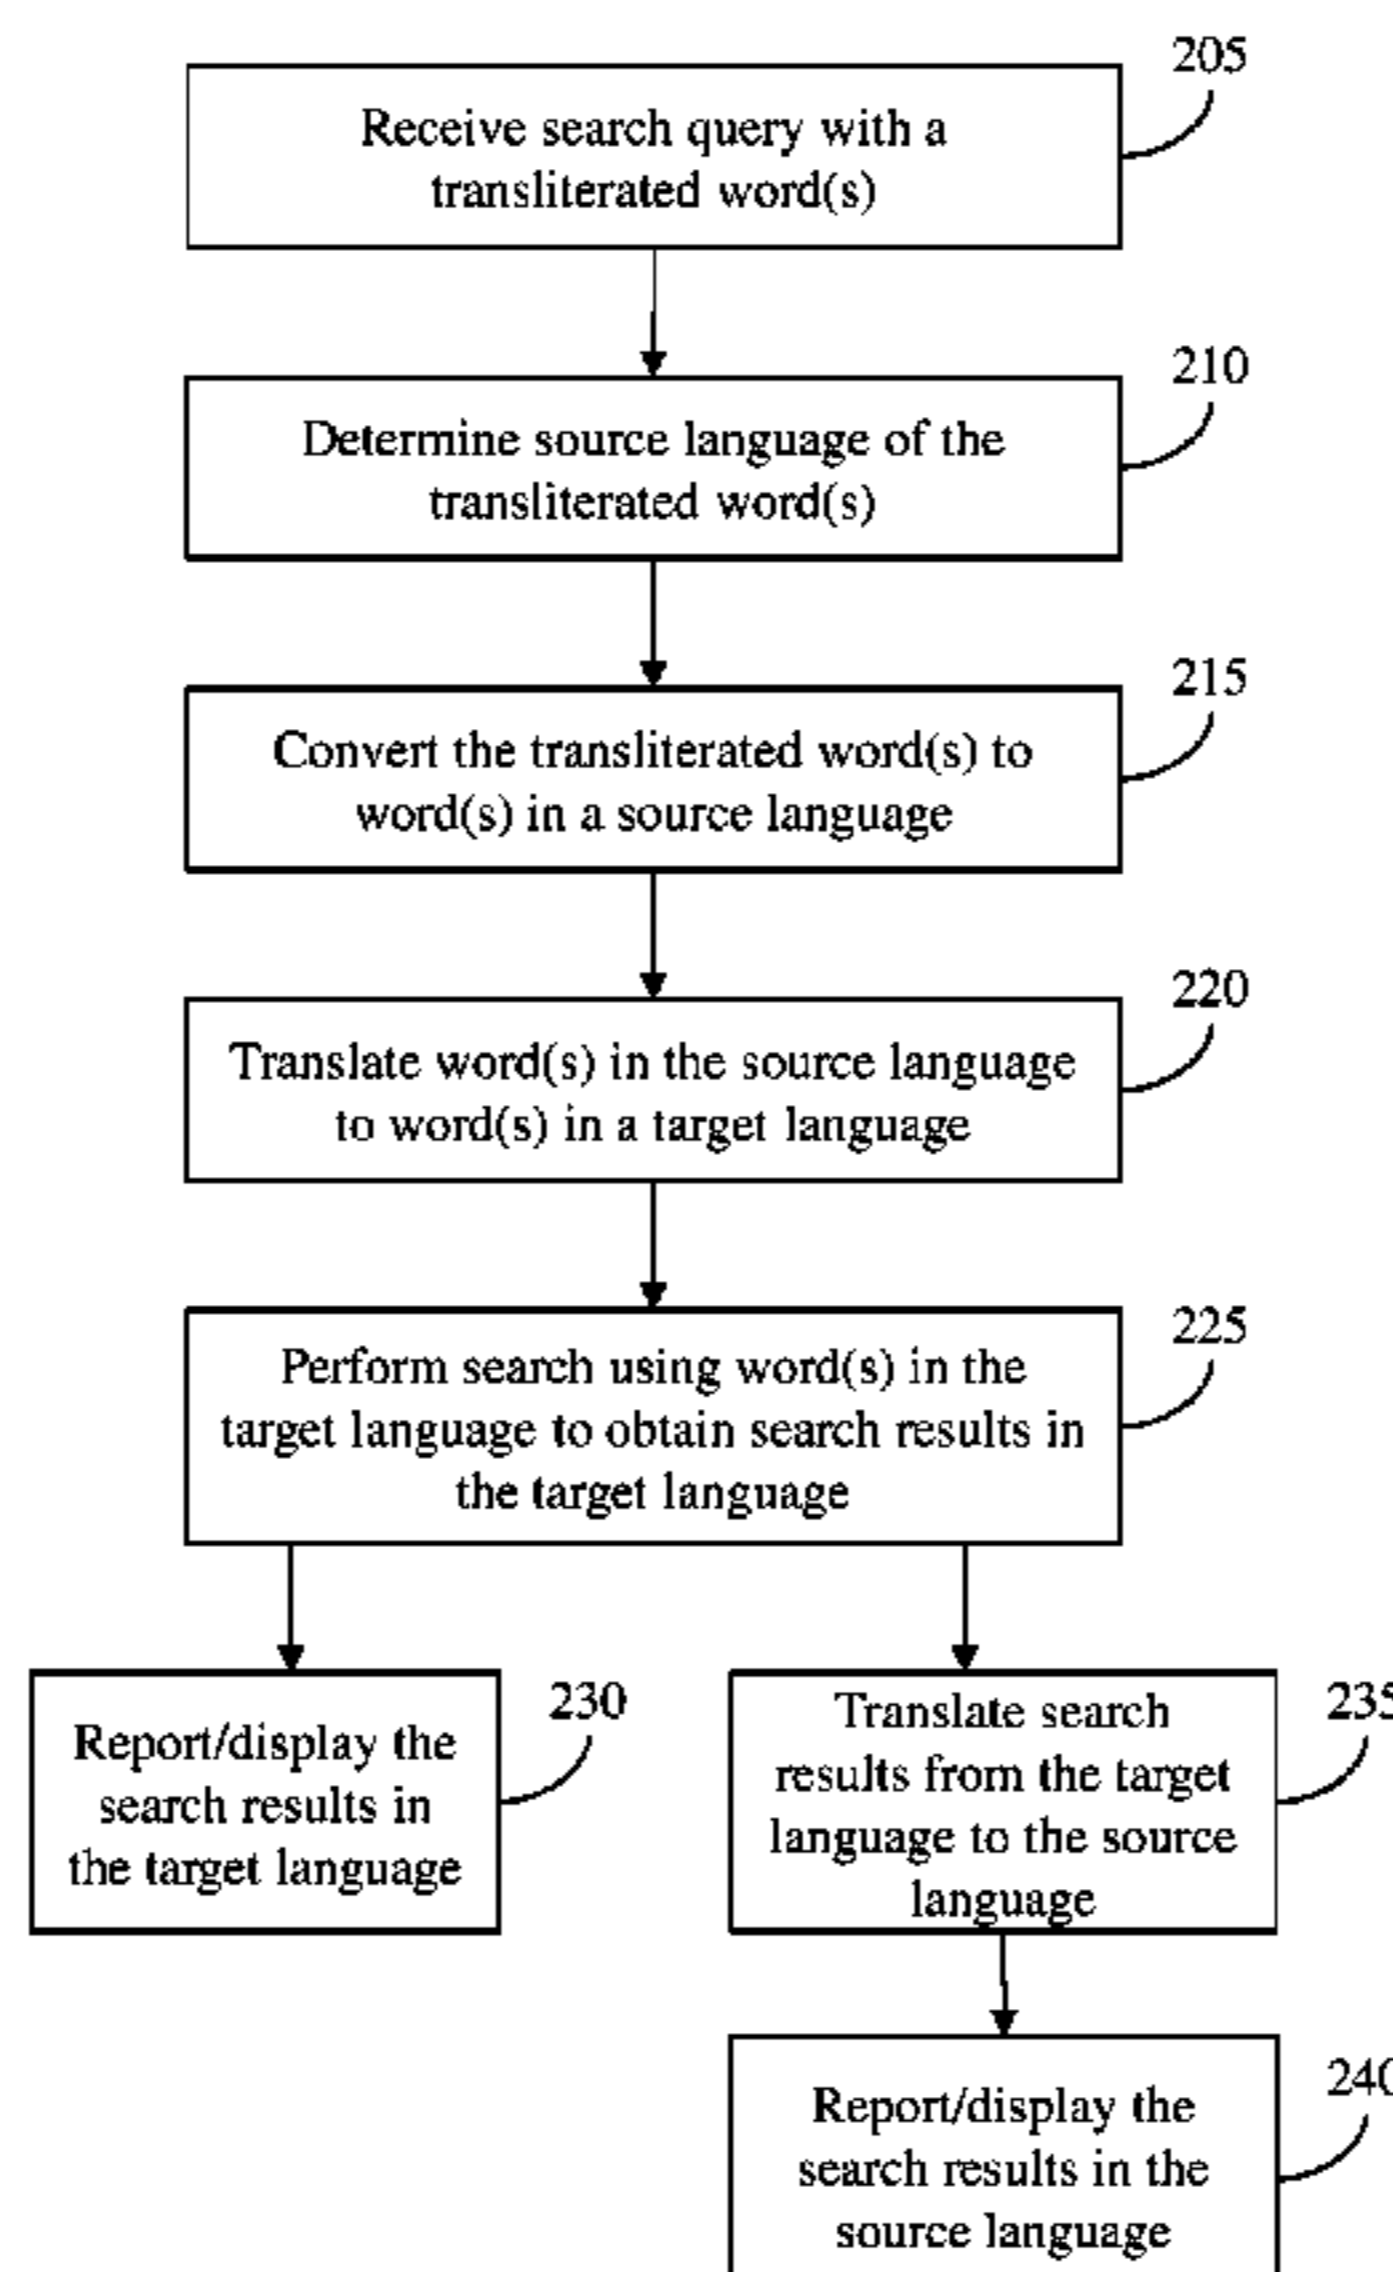 205
Receive search query with a
transliterated word(s)
210
Determine source language of the
transliterated word(s)
215
Convert the transliterated word(s) to
word(s) in a source language
220
Translate word(s) in the source language
to word(s) in a target language
225
Perform search using word(s) in the
target language to obtain search results in
the target language
230
Report/display the
search results in
the target language
235
Translate search
results from the target
language to the source
language
240
Report/display the
search results in the
source language